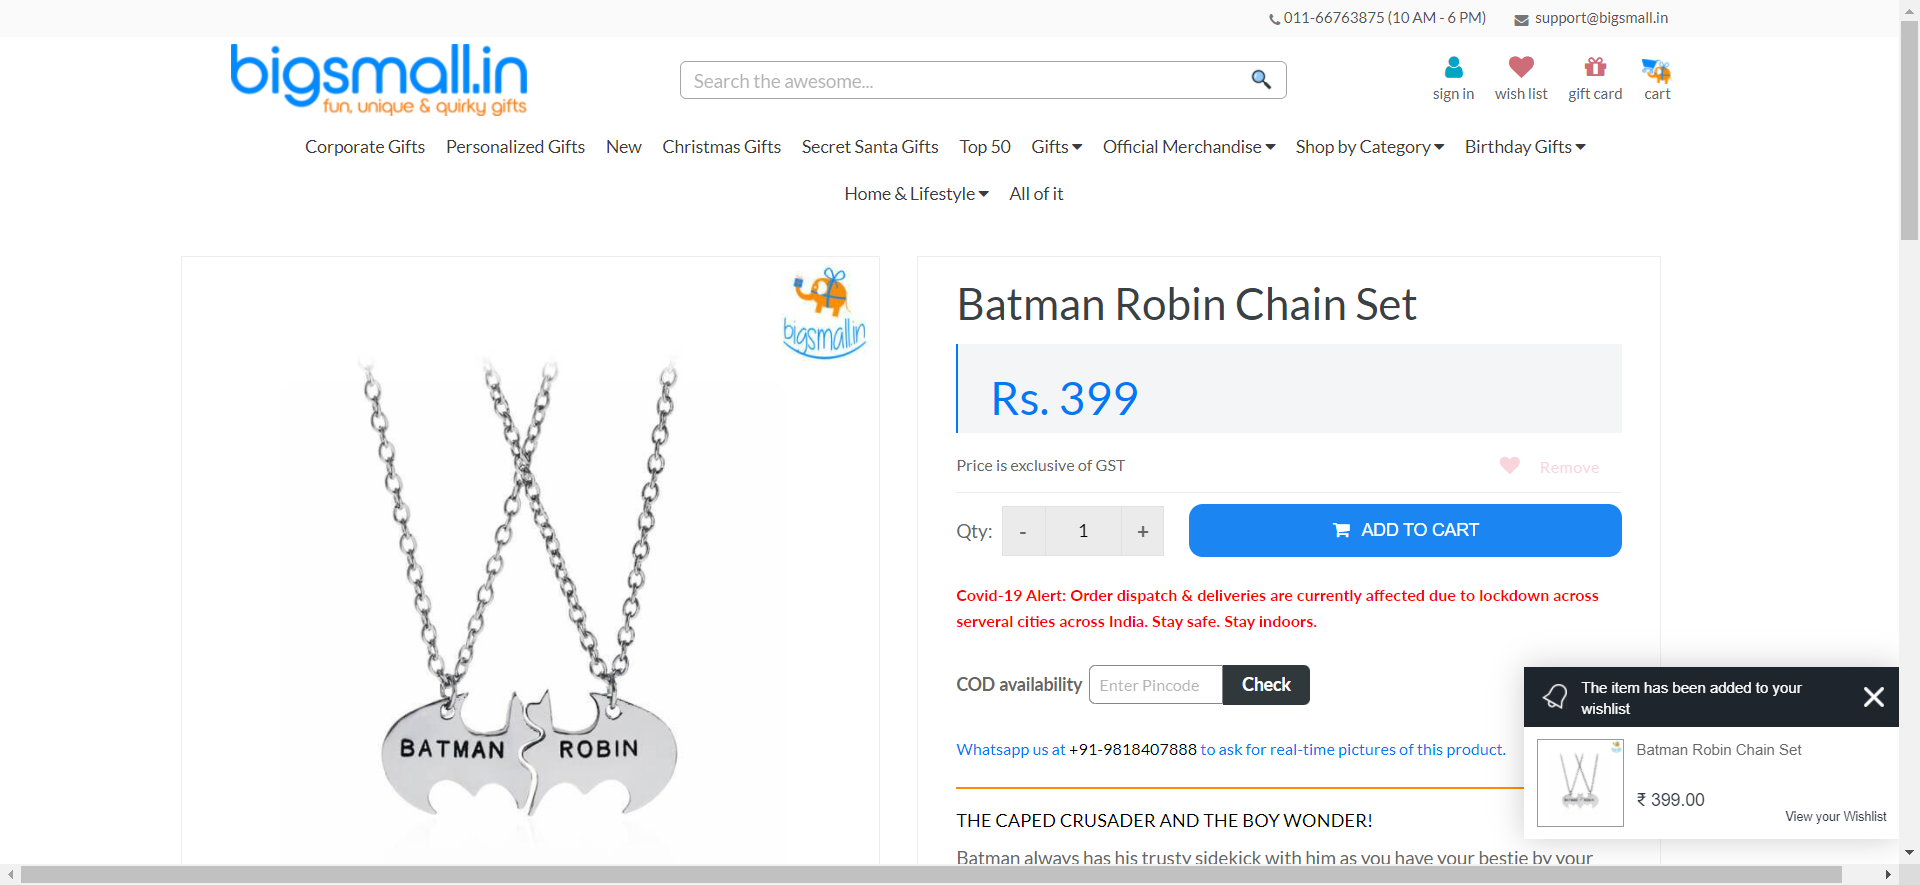 011-66763875 (10 AM - 6 PM) support@bigsmall.in
bigsmall.in
fun, unique & quirky gifts
Search the awesome...
sign in wish list gift card cart
Corporate Gifts Personalized Gifts New Christmas Gifts Secret Santa Gifts Top 50 Gifts Official Merchandise Shop by Category Birthday Gifts
Home & Lifestyle All of it
bigsmall.in
BATMAN ROBIN
Batman Robin Chain Set
Rs. 399
Price is exclusive of GST
Remove
Qty: - 1 + ADD TO CART
Covid-19 Alert: Order dispatch & deliveries are currently affected due to lockdown across
serveral cities across India. Stay safe. Stay indoors.
COD availability Enter Pincode Check
Whatsapp us at +91-9818407888 to ask for real-time pictures of this product.
THE CAPED CRUSADER AND THE BOY WONDER!
Batman always has his trusty sidekick with him as you have your bestie by your
The item has been added to your
wishlist
Batman Robin Chain Set
₹ 399.00
View your Wishlist